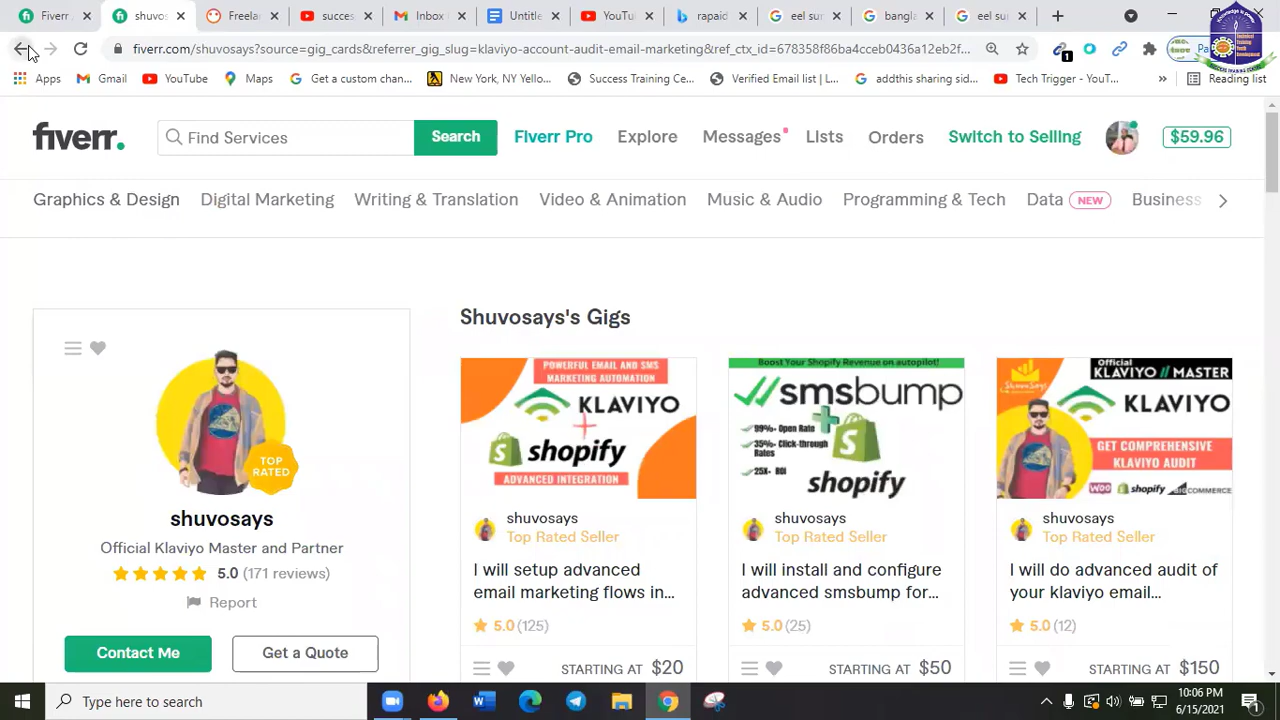 Fiverr
shuvos
Freelan
succes
Inbox
Untitle
YouTu
rapaid
eel
bangla
eel sur
fiverr.com/shuvosays?source=gig_cards&referrer_gig_slug=klaviyo-account-audit-email-marketing&ref_ctx_id=
1
Apps
Gmail
YouTube
Maps
Get a custom chan...
New York, NY Yello...
Success Training Ce...
Verified Email list | L...
addthis sharing sid...
Tech Trigger - YouT...
»
Reading list
fiverr.
Find Services
Search
Fiverr Pro
Explore
Messages
Lists
Orders
Switch to Selling
$59.96
Graphics & Design
Digital Marketing
Writing & Translation
Video & Animation
Music & Audio
Programming & Tech
Data
NEW
Business
Shuvosays's Gigs
TOP
RATED
shuvosays
Official Klaviyo Master and Partner
5.0 (171 reviews)
Report
Contact Me
Get a Quote
POWERFUL EMAIL AND SMS
MARKETING AUTOMATION
KLAVIYO
shopify
ADVANCED INTEGRATION
shuvosays
Top Rated Seller
I will setup advanced
email marketing flows in...
5.0 (125)
STARTING AT $20
Boost Your Shopify Revenue on autopilot!
smsbump
99%- Open Rate
35%- Click-through
Rates
25X- ROI
shopify
shuvosays
Top Rated Seller
I will install and configure
advanced smsbump for...
5.0 (25)
STARTING AT $50
Official
KLAVIYO // MASTER
KLAVIYO
GET COMPREHENSIVE
KLAVIYO AUDIT
WOO
shopify
BIGCOMMERCE
shuvosays
Top Rated Seller
I will do advanced audit of
your klaviyo email...
5.0 (12)
STARTING AT $150
Type here to search
10:06 PM
6/15/2021
1